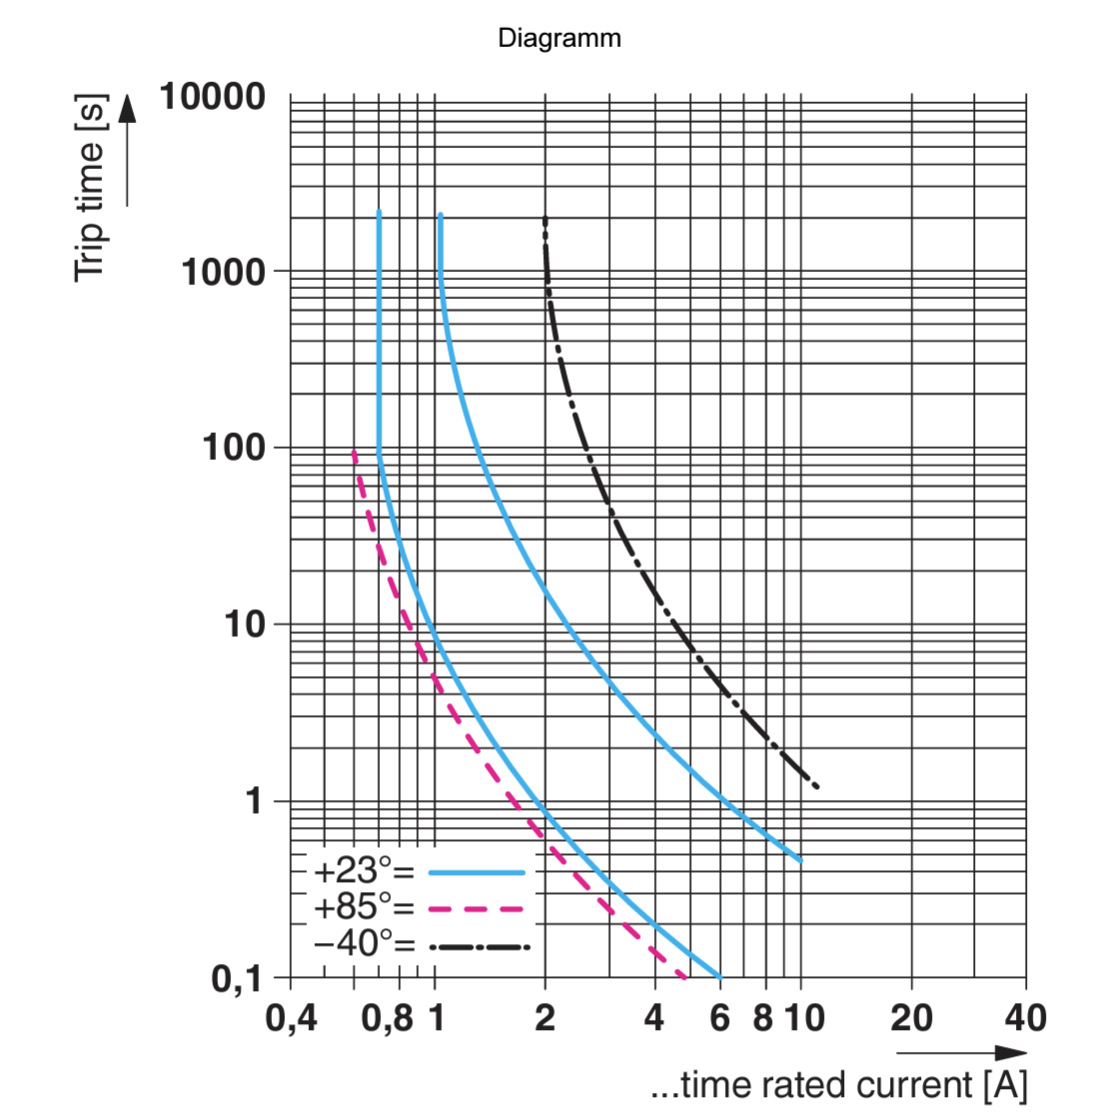 Diagramm
Trip time [s]
10000
1000
100
10
1
0,1
+23°=
+85°=
−40°=
0,4 0,8 1 2 4 6 8 10 20 40
...time rated current [A]